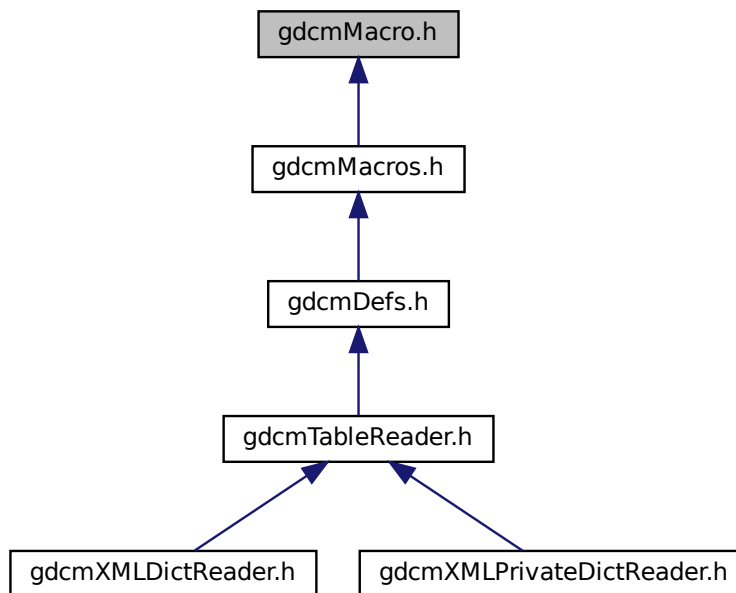 gdcmMacro.h
gdcmMacros.h
gdcmDefs.h
gdcmTableReader.h
gdcmXMLDictReader.h
gdcmXMLPrivateDictReader.h